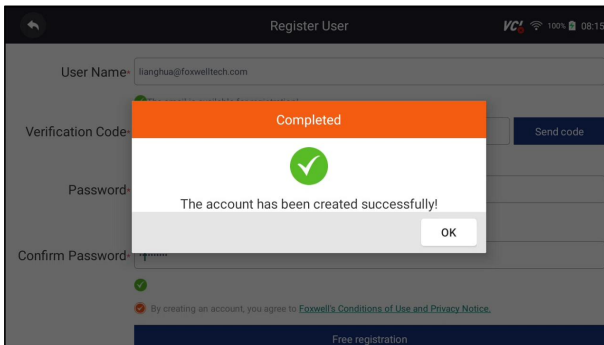 Register User
VCI 100% 08:15
User Name* lianghua@foxwelltech.com
Completed
Verification Code*
Send code
Password*
The account has been created successfully!
OK
Confirm Password*
By creating an account, you agree to Foxwell's Conditions of Use and Privacy Notice.
Free registration